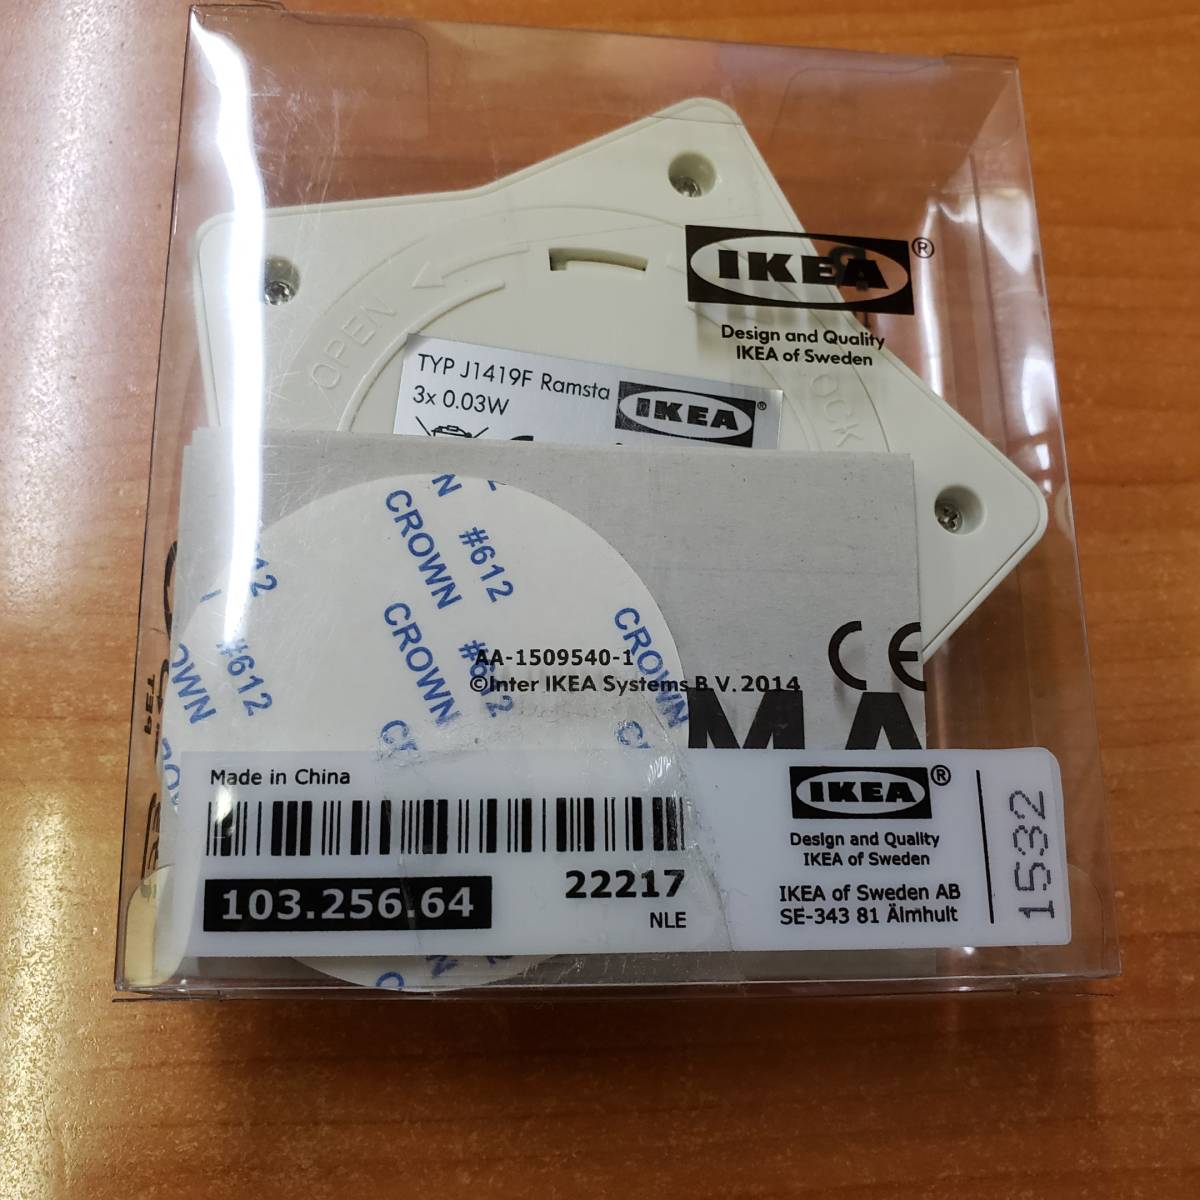 IKEA®
Design and Quality
IKEA of Sweden
OPEN
OCK
TYP J1419F Ramsta
3x 0.03W
IKEA®
CROWN
#612
CROWN
#612
CROWN
#612
CROWN
AA-1509540-1
©Inter IKEA Systems B.V. 2014
CE
MA
Made in China
103.256.64
22217
NLE
IKEA®
Design and Quality
IKEA of Sweden
IKEA of Sweden AB
SE-343 81 Älmhult
1532